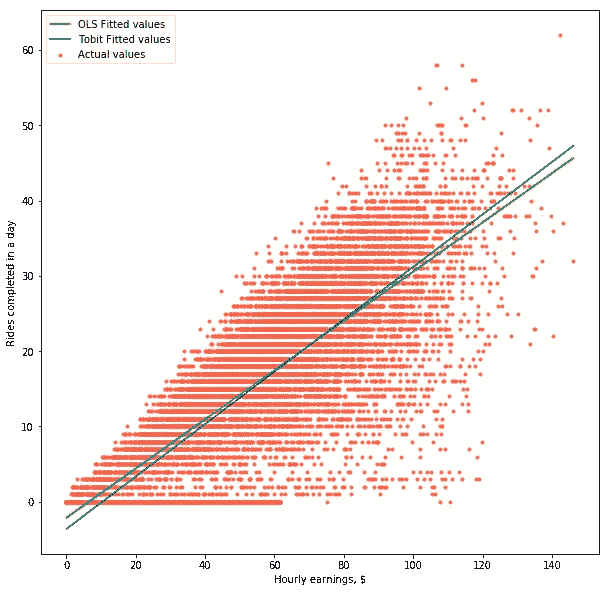 OLS Fitted values
Tobit Fitted values
Actual values
60
50
40
30
20
10
0
Rides completed in a day
0 20 40 60 80 100 120 140
Hourly earnings, $